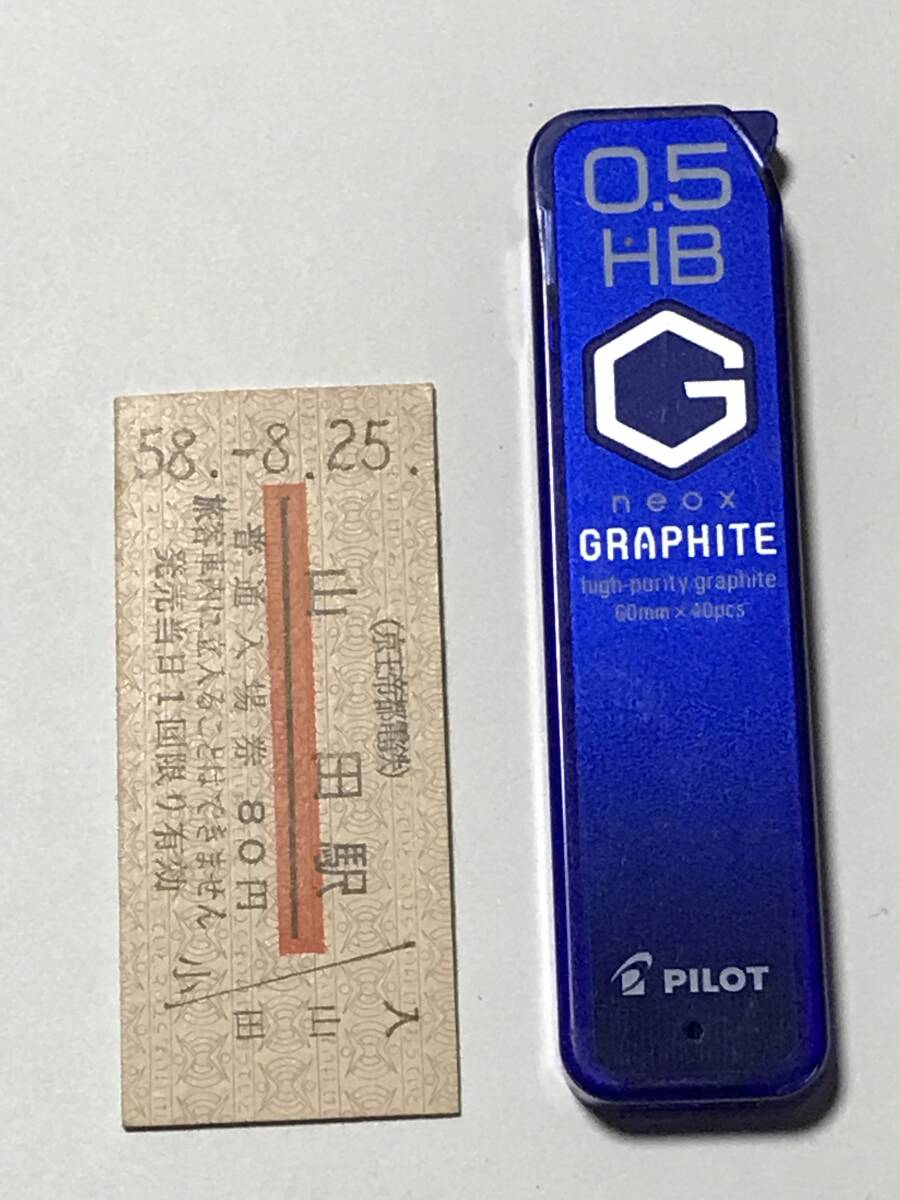 58.-8.25.
(京王帝都電鉄)
山田駅
普通入場券 80円
旅客車内に立入ることはできません
発売当日1回限り有効
入
山田
小
0.5
HB
G
neox
GRAPHITE
high-purity graphite
60mm×40pcs
PILOT